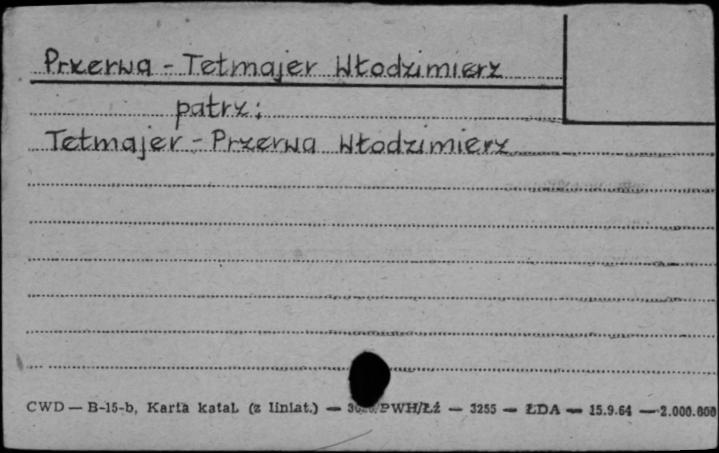 Przerwa - Tetmajer Włodzimierz
patrz:
Tetmajer - Przerwa Włodzimierz
CWD — B-15-b, Karta katal. (z liniat.) — PWH/Łź — 3255 — ŁDA — 15.9.64 — 2.000.000